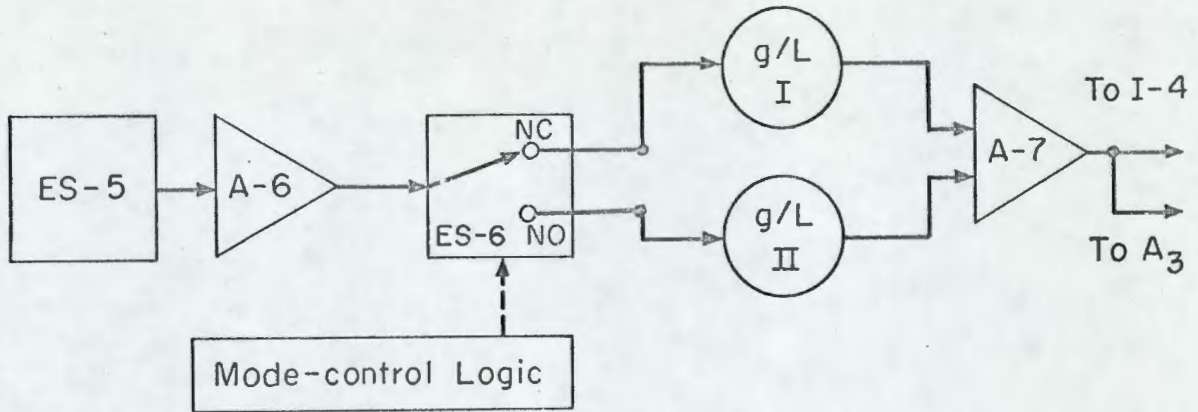 g/L
I
To I-4
NC
ES-5
A-6
A-7
ES-6
NO
g/L
II
To A3
Mode-control Logic